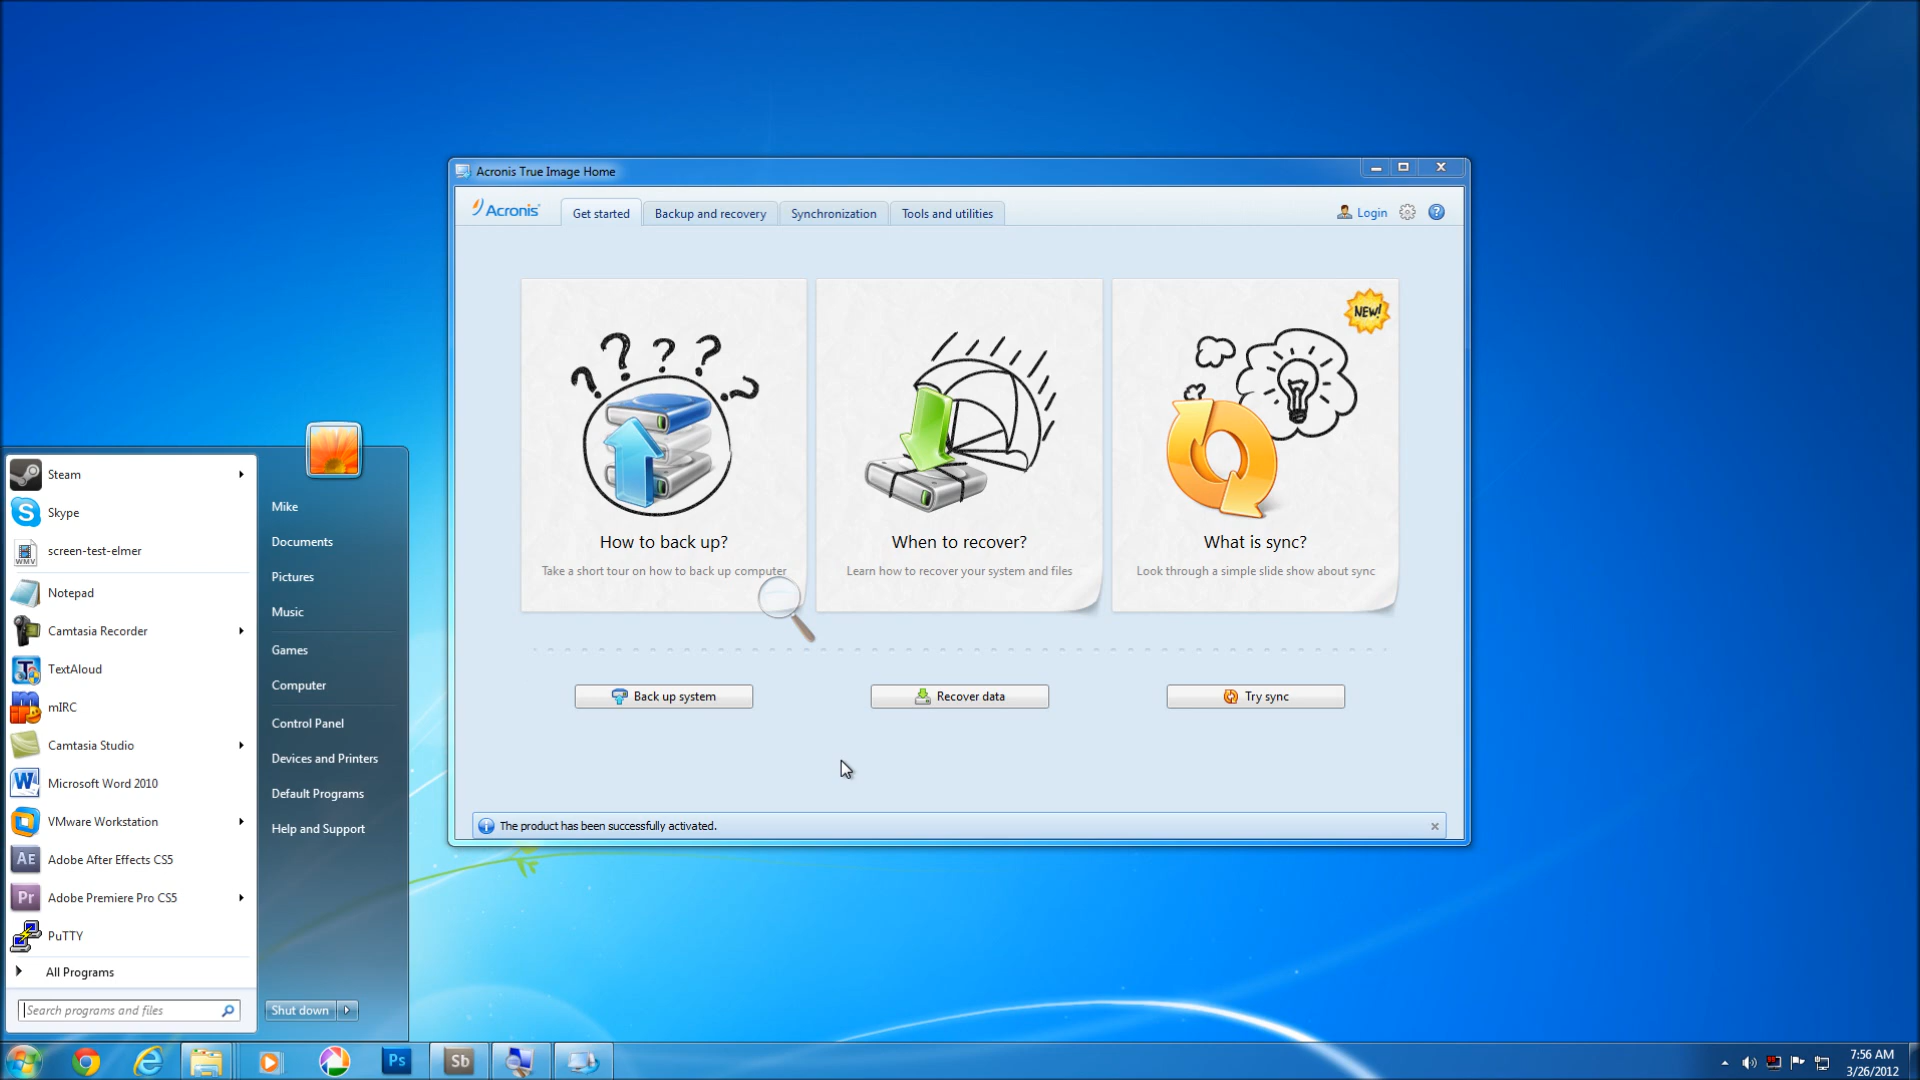 Acronis True Image Home
Acronis
Get started
Backup and recovery
Synchronization
Tools and utilities
Login
?
NEW!
? ? ? ? ?
How to back up?
When to recover?
What is sync?
Take a short tour on how to back up computer
Learn how to recover your system and files
Look through a simple slide show about sync
Back up system
Recover data
Try sync
The product has been successfully activated.
Steam
Skype
WMV
screen-test-elmer
Notepad
Camtasia Recorder
TextAloud
mIRC
Camtasia Studio
Microsoft Word 2010
VMware Workstation
AE
Adobe After Effects CS5
Pr
Adobe Premiere Pro CS5
PuTTY
All Programs
Search programs and files
Mike
Documents
Pictures
Music
Games
Computer
Control Panel
Devices and Printers
Default Programs
Help and Support
Shut down
Ps
Sb
7:56 AM
3/26/2012